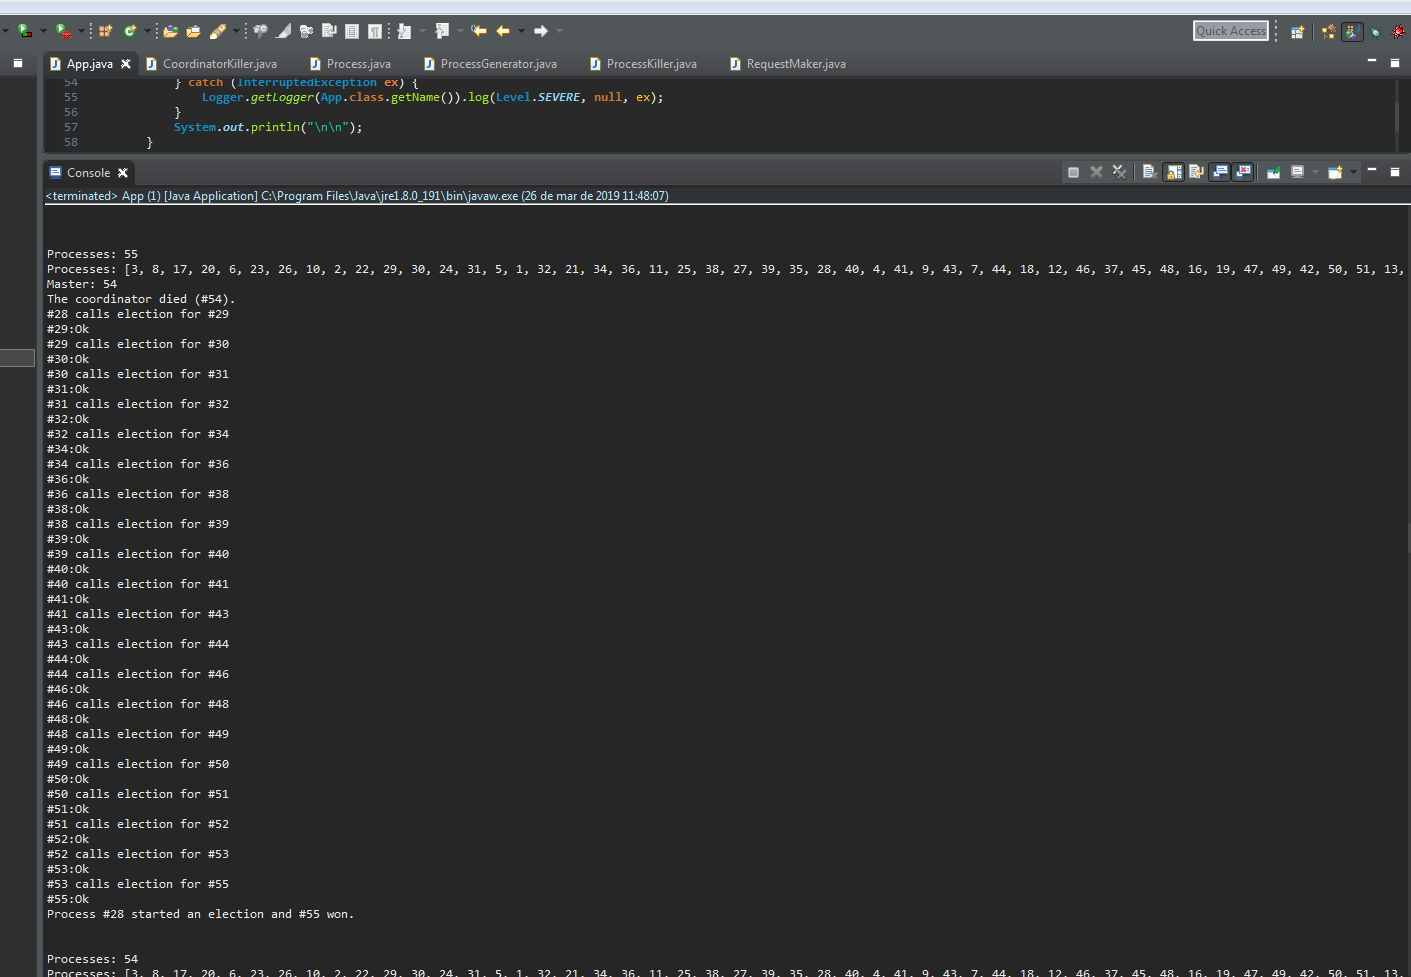 Quick Access
App.java
CoordinatorKiller.java
Process.java
ProcessGenerator.java
ProcessKiller.java
RequestMaker.java
54 } catch (InterruptedException ex) {
55 Logger.getLogger(App.class.getName()).log(Level.SEVERE, null, ex);
56 }
57 System.out.println("\n\n");
58 }
Console
<terminated> App (1) [Java Application] C:\Program Files\Java\jre1.8.0_191\bin\javaw.exe (26 de mar de 2019 11:48:07)
Processes: 55
Processes: [3, 8, 17, 20, 6, 23, 26, 10, 2, 22, 29, 30, 24, 31, 5, 1, 32, 21, 34, 36, 11, 25, 38, 27, 39, 35, 28, 40, 4, 41, 9, 43, 7, 44, 18, 12, 46, 37, 45, 48, 16, 19, 47, 49, 42, 50, 51, 13,
Master: 54
The coordinator died (#54).
#28 calls election for #29
#29:Ok
#29 calls election for #30
#30:Ok
#30 calls election for #31
#31:Ok
#31 calls election for #32
#32:Ok
#32 calls election for #34
#34:Ok
#34 calls election for #36
#36:Ok
#36 calls election for #38
#38:Ok
#38 calls election for #39
#39:Ok
#39 calls election for #40
#40:Ok
#40 calls election for #41
#41:Ok
#41 calls election for #43
#43:Ok
#43 calls election for #44
#44:Ok
#44 calls election for #46
#46:Ok
#46 calls election for #48
#48:Ok
#48 calls election for #49
#49:Ok
#49 calls election for #50
#50:Ok
#50 calls election for #51
#51:Ok
#51 calls election for #52
#52:Ok
#52 calls election for #53
#53:Ok
#53 calls election for #55
#55:Ok
Process #28 started an election and #55 won.
Processes: 54
Processes: [3, 8, 17, 20, 6, 23, 26, 10, 2, 22, 29, 30, 24, 31, 5, 1, 32, 21, 34, 36, 11, 25, 38, 27, 39, 35, 28, 40, 4, 41, 9, 43, 7, 44, 18, 12, 46, 37, 45, 48, 16, 19, 47, 49, 42, 50, 51, 13,